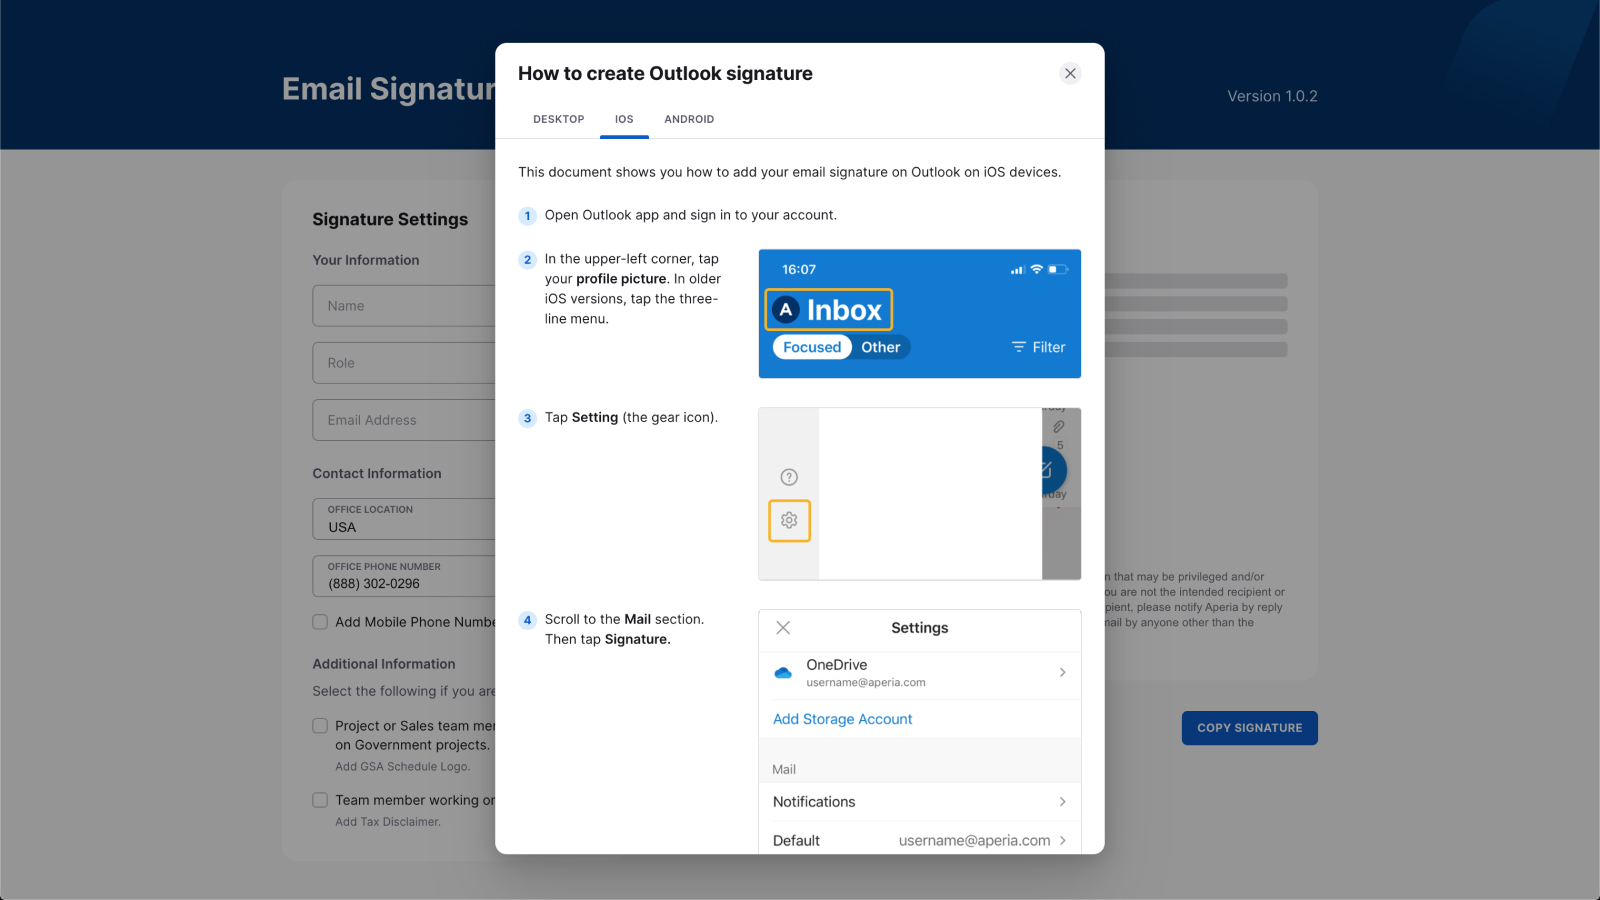 Email Signatur
Version 1.0.2
How to create Outlook signature
DESKTOP
IOS
ANDROID
This document shows you how to add your email signature on Outlook on iOS devices.
1 Open Outlook app and sign in to your account.
2 In the upper-left corner, tap
your profile picture. In older
iOS versions, tap the three-
line menu.
16:07
A Inbox
Focused Other
Filter
3 Tap Setting (the gear icon).
5
4 Scroll to the Mail section.
Then tap Signature.
Settings
OneDrive
username@aperia.com
Add Storage Account
Mail
Notifications
Default username@aperia.com
Signature Settings
Your Information
Name
Role
Email Address
Contact Information
OFFICE LOCATION
USA
OFFICE PHONE NUMBER
(888) 302-0296
Add Mobile Phone Numbe
Additional Information
Select the following if you are
Project or Sales team mer
on Government projects.
Add GSA Schedule Logo.
Team member working or
Add Tax Disclaimer.
n that may be privileged and/or
ou are not the intended recipient or
pient, please notify Aperia by reply
mail by anyone other than the
COPY SIGNATURE